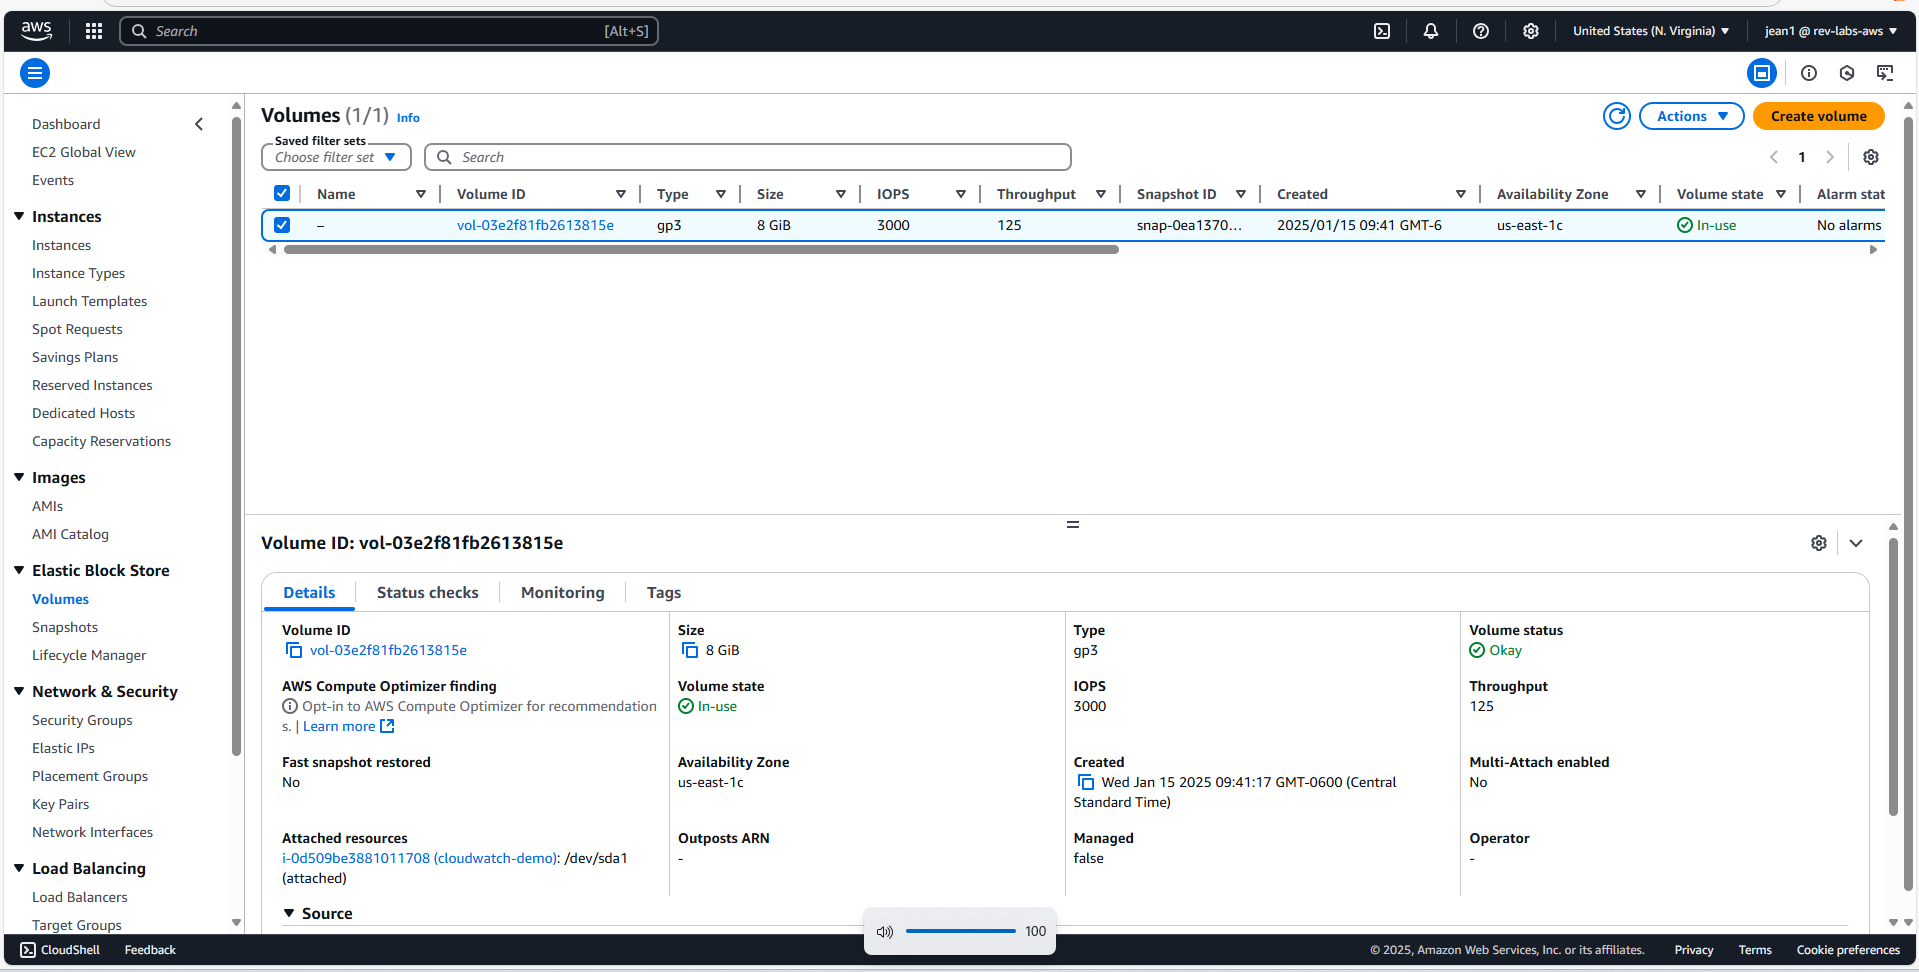 aws
Search [Alt+S]
United States (N. Virginia)
jean1 @ rev-labs-aws
Dashboard
EC2 Global View
Events
Instances
Instances
Instance Types
Launch Templates
Spot Requests
Savings Plans
Reserved Instances
Dedicated Hosts
Capacity Reservations
Images
AMIs
AMI Catalog
Elastic Block Store
Volumes
Snapshots
Lifecycle Manager
Network & Security
Security Groups
Elastic IPs
Placement Groups
Key Pairs
Network Interfaces
Load Balancing
Load Balancers
Target Groups
Volumes (1/1) Info
Actions
Create volume
Saved filter sets
Choose filter set
Search
1
Name Volume ID Type Size IOPS Throughput Snapshot ID Created Availability Zone Volume state Alarm stat
– vol-03e2f81fb2613815e gp3 8 GiB 3000 125 snap-0ea1370... 2025/01/15 09:41 GMT-6 us-east-1c In-use No alarms
Volume ID: vol-03e2f81fb2613815e
Details Status checks Monitoring Tags
Volume ID
vol-03e2f81fb2613815e
Size
8 GiB
Type
gp3
Volume status
Okay
AWS Compute Optimizer finding
Opt-in to AWS Compute Optimizer for recommendation
s. | Learn more
Volume state
In-use
IOPS
3000
Throughput
125
Fast snapshot restored
No
Availability Zone
us-east-1c
Created
Wed Jan 15 2025 09:41:17 GMT-0600 (Central
Standard Time)
Multi-Attach enabled
No
Attached resources
i-0d509be3881011708 (cloudwatch-demo): /dev/sda1
(attached)
Outposts ARN
-
Managed
false
Operator
-
Source
100
CloudShell Feedback
© 2025, Amazon Web Services, Inc. or its affiliates. Privacy Terms Cookie preferences